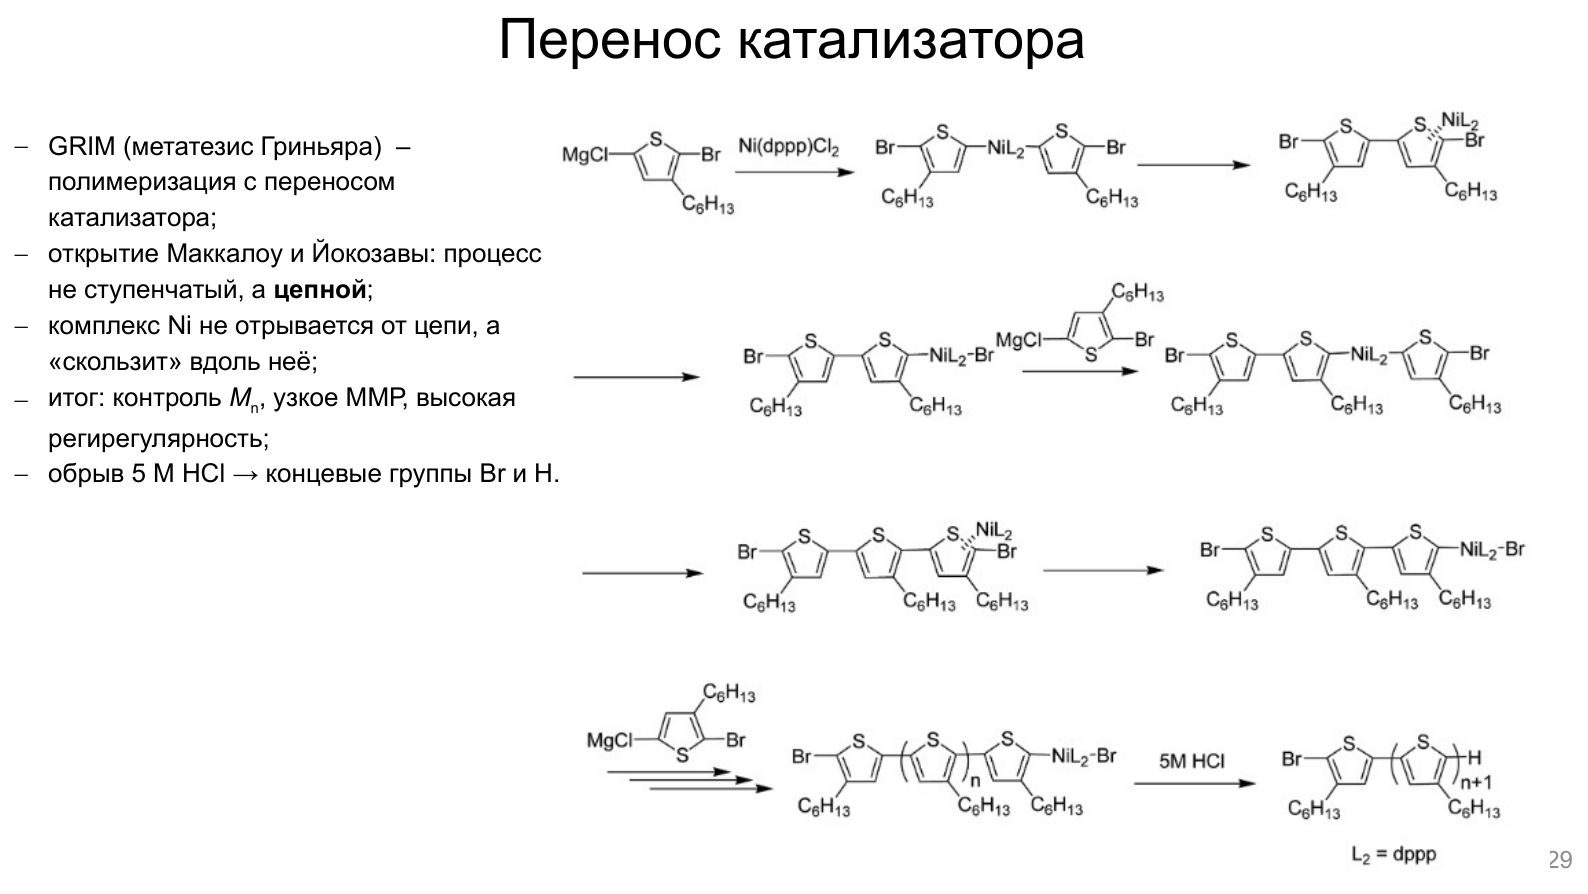 Перенос катализатора
– GRIM (метатезис Гриньяра) –
полимеризация с переносом
катализатора;
– открытие Маккалоу и Йокозавы: процесс
не ступенчатый, а цепной;
– комплекс Ni не отрывается от цепи, а
«скользит» вдоль неё;
– итог: контроль Mn, узкое ММР, высокая
регирегулярность;
– обрыв 5 М HCl → концевые группы Br и H.
MgCl S Br C6H13
Ni(dppp)Cl2
Br S NiL2 S Br
C6H13 C6H13
Br S S NiL2 Br
C6H13 C6H13
Br S S NiL2-Br
C6H13 C6H13
C6H13
MgCl S Br
Br S S NiL2 S Br
C6H13 C6H13 C6H13
Br S S S NiL2 Br
C6H13 C6H13 C6H13
Br S S S NiL2-Br
C6H13 C6H13 C6H13
C6H13
MgCl S Br
Br S ( S )n S NiL2-Br
C6H13 C6H13 C6H13
5M HCl
Br S ( S )n+1 H
C6H13 C6H13
L2 = dppp
29